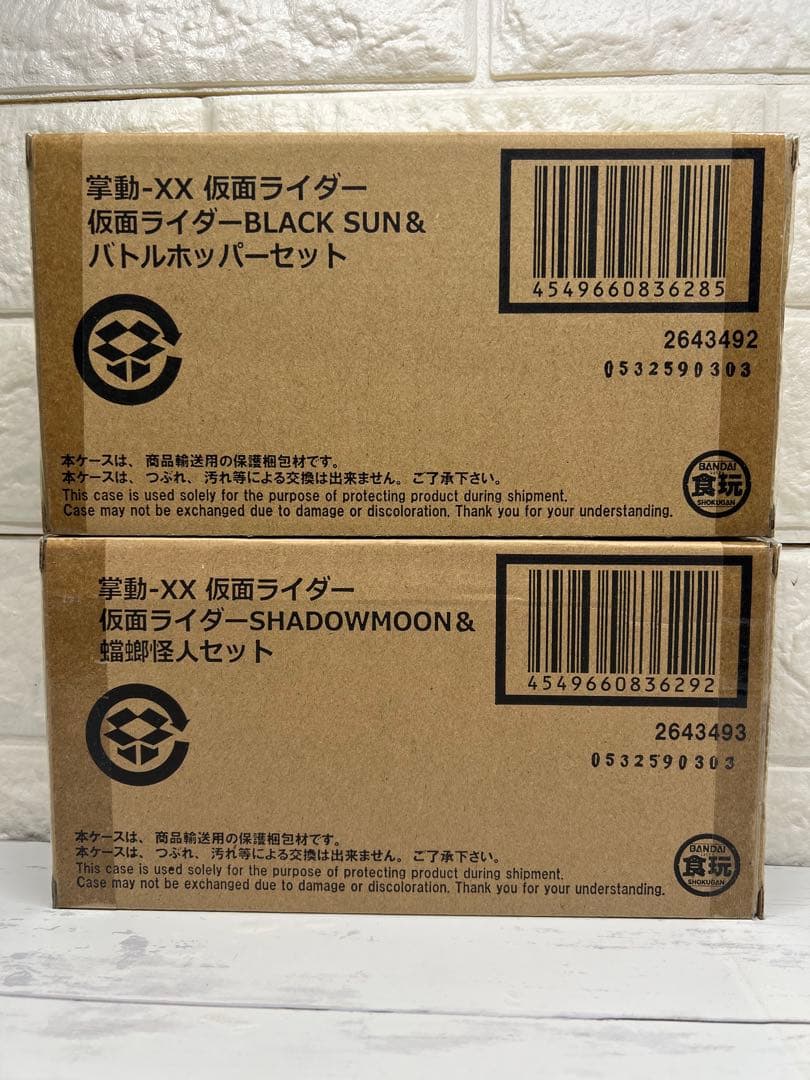 掌動-XX 仮面ライダー
仮面ライダーBLACK SUN&
バトルホッパーセット
4549660836285
2643492
0532590303
本ケースは、商品輸送用の保護梱包材です。
本ケースは、つぶれ、汚れ等による交換は出来ません。ご了承下さい。
This case is used solely for the purpose of protecting product during shipment.
Case may not be exchanged due to damage or discoloration. Thank you for your understanding.
BANDAI
食玩
SHOKUGAN
掌動-XX 仮面ライダー
仮面ライダーSHADOWMOON&
蟷螂怪人セット
4549660836292
2643493
0532590303
本ケースは、商品輸送用の保護梱包材です。
本ケースは、つぶれ、汚れ等による交換は出来ません。ご了承下さい。
This case is used solely for the purpose of protecting product during shipment.
Case may not be exchanged due to damage or discoloration. Thank you for your understanding.
BANDAI
食玩
SHOKUGAN